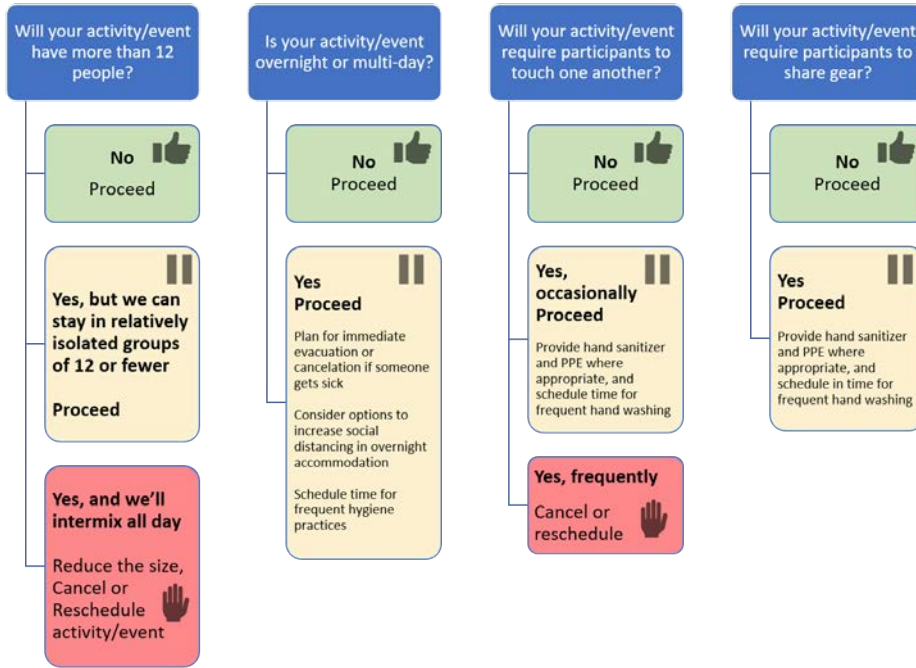 Will your activity/event
have more than 12
people?
No
Proceed
Yes, but we can
stay in relatively
isolated groups
of 12 or fewer
Proceed
Yes, and we’ll
intermix all day
Reduce the size,
Cancel or
Reschedule
activity/event
Is your activity/event
overnight or multi-day?
No
Proceed
Yes
Proceed
Plan for immediate
evacuation or
cancelation if someone
gets sick
Consider options to
increase social
distancing in overnight
accommodation
Schedule time for
frequent hygiene
practices
Will your activity/event
require participants to
touch one another?
No
Proceed
Yes,
occasionally
Proceed
Provide hand sanitizer
and PPE where
appropriate, and
schedule time for
frequent hand washing
Yes, frequently
Cancel or
reschedule
Will your activity/event
require participants to
share gear?
No
Proceed
Yes
Proceed
Provide hand sanitizer
and PPE where
appropriate, and
schedule in time for
frequent hand washing